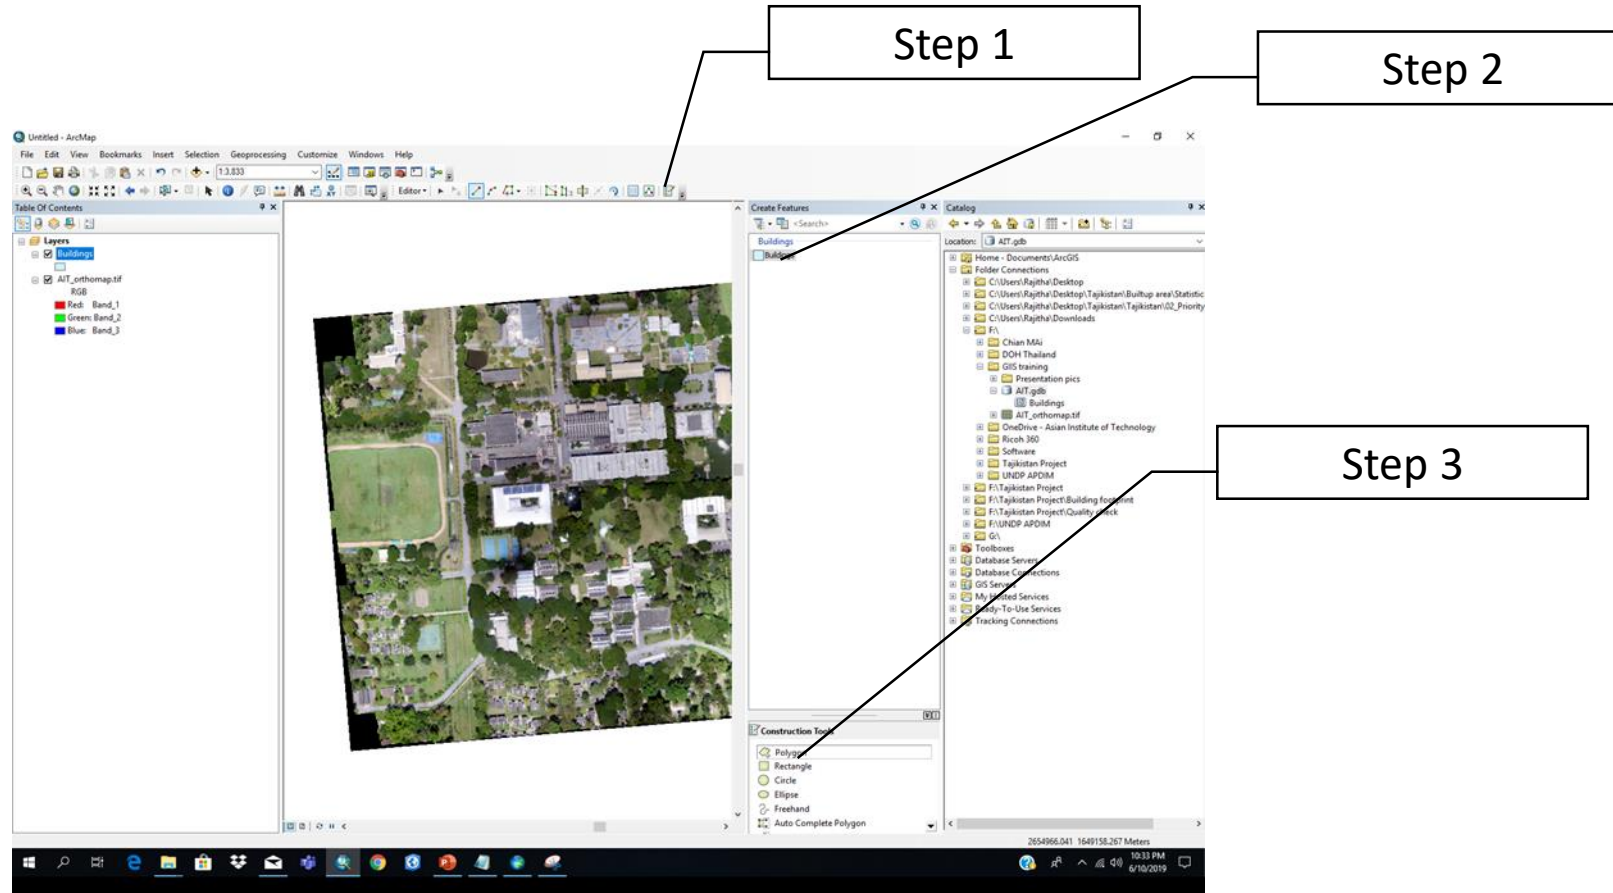 Step 1
Step 2
Untitled - ArcMap
File Edit View Bookmarks Insert Selection Geoprocessing Customize Windows Help
1:3,833
Editor
Table Of Contents
Layers
Buildings
AIT_orthomap.tif
RGB
Red: Band_1
Green: Band_2
Blue: Band_3
Create Features
<Search>
Buildings
Buildings
Construction Tools
Polygon
Rectangle
Circle
Ellipse
Freehand
Auto Complete Polygon
Catalog
Location: AIT.gdb
Home - Documents\ArcGIS
Folder Connections
C:\Users\Rajitha\Desktop
C:\Users\Rajitha\Desktop\Tajikistan\Builtup area\Statistic
C:\Users\Rajitha\Desktop\Tajikistan\Tajikistan\02_Priority
C:\Users\Rajitha\Downloads
F:\
Chian MAi
DOH Thailand
GIS training
Presentation pics
AIT.gdb
Buildings
AIT_orthomap.tif
OneDrive - Asian Institute of Technology
Ricoh 360
Software
Tajikistan Project
UNDP APDIM
F:\Tajikistan Project
F:\Tajikistan Project\Building footprint
F:\Tajikistan Project\Quality check
F:\UNDP APDIM
G:\
Toolboxes
Database Servers
Database Connections
GIS Servers
My Hosted Services
Ready-To-Use Services
Tracking Connections
Step 3
2654966.041 1649158.267 Meters
10:33 PM
6/10/2019